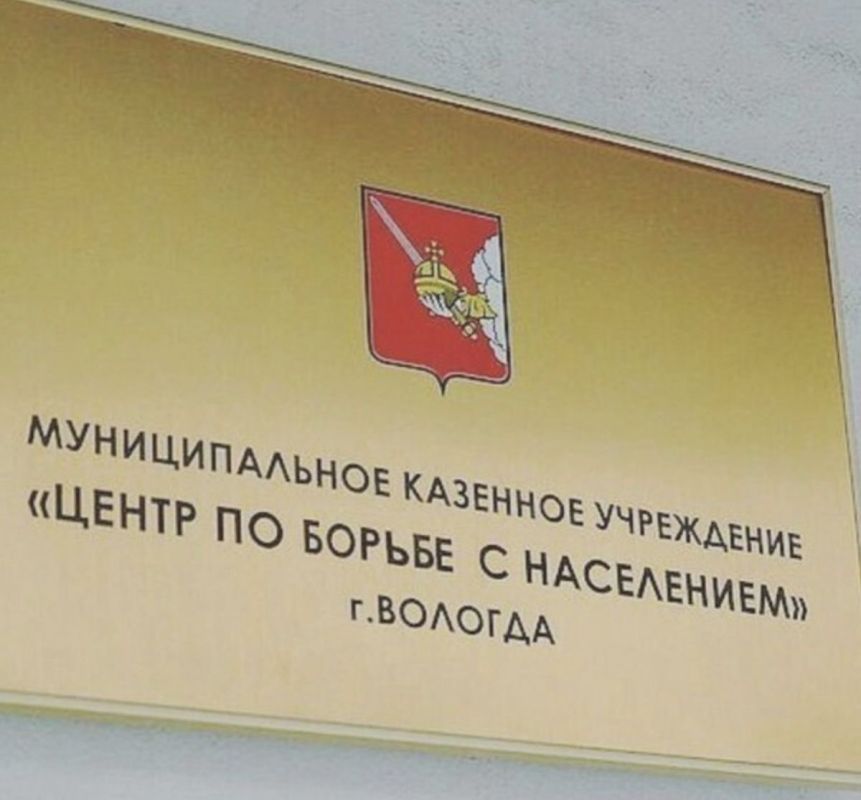 МУНИЦИПАЛЬНОЕ КАЗЕННОЕ УЧРЕЖДЕНИЕ
«ЦЕНТР ПО БОРЬБЕ С НАСЕЛЕНИЕМ»
г.ВОЛОГДА